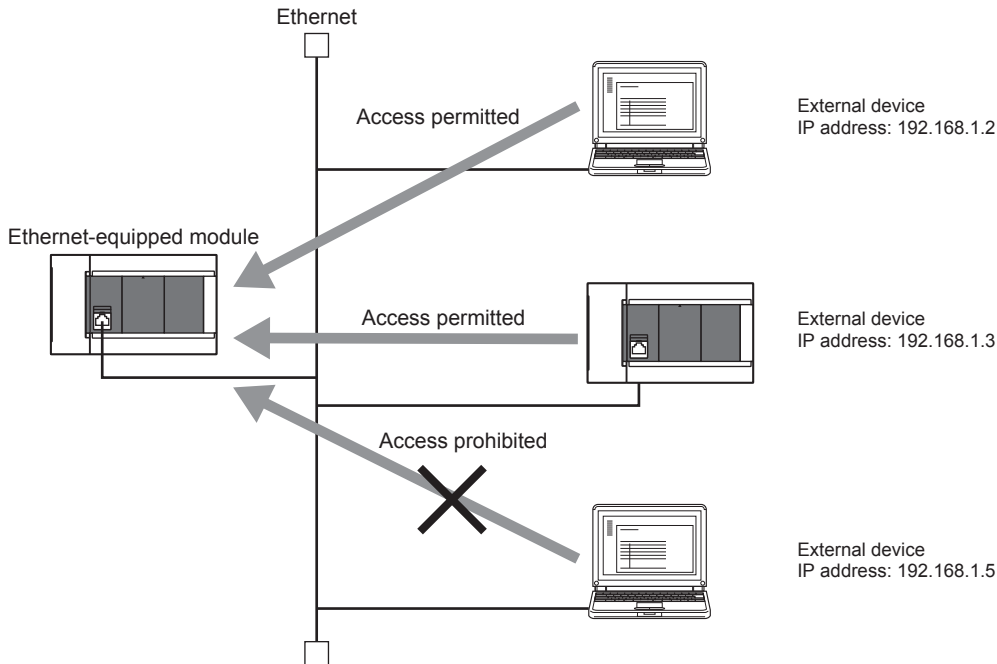 Ethernet
Access permitted
External device
IP address: 192.168.1.2
Ethernet-equipped module
Access permitted
External device
IP address: 192.168.1.3
Access prohibited
External device
IP address: 192.168.1.5